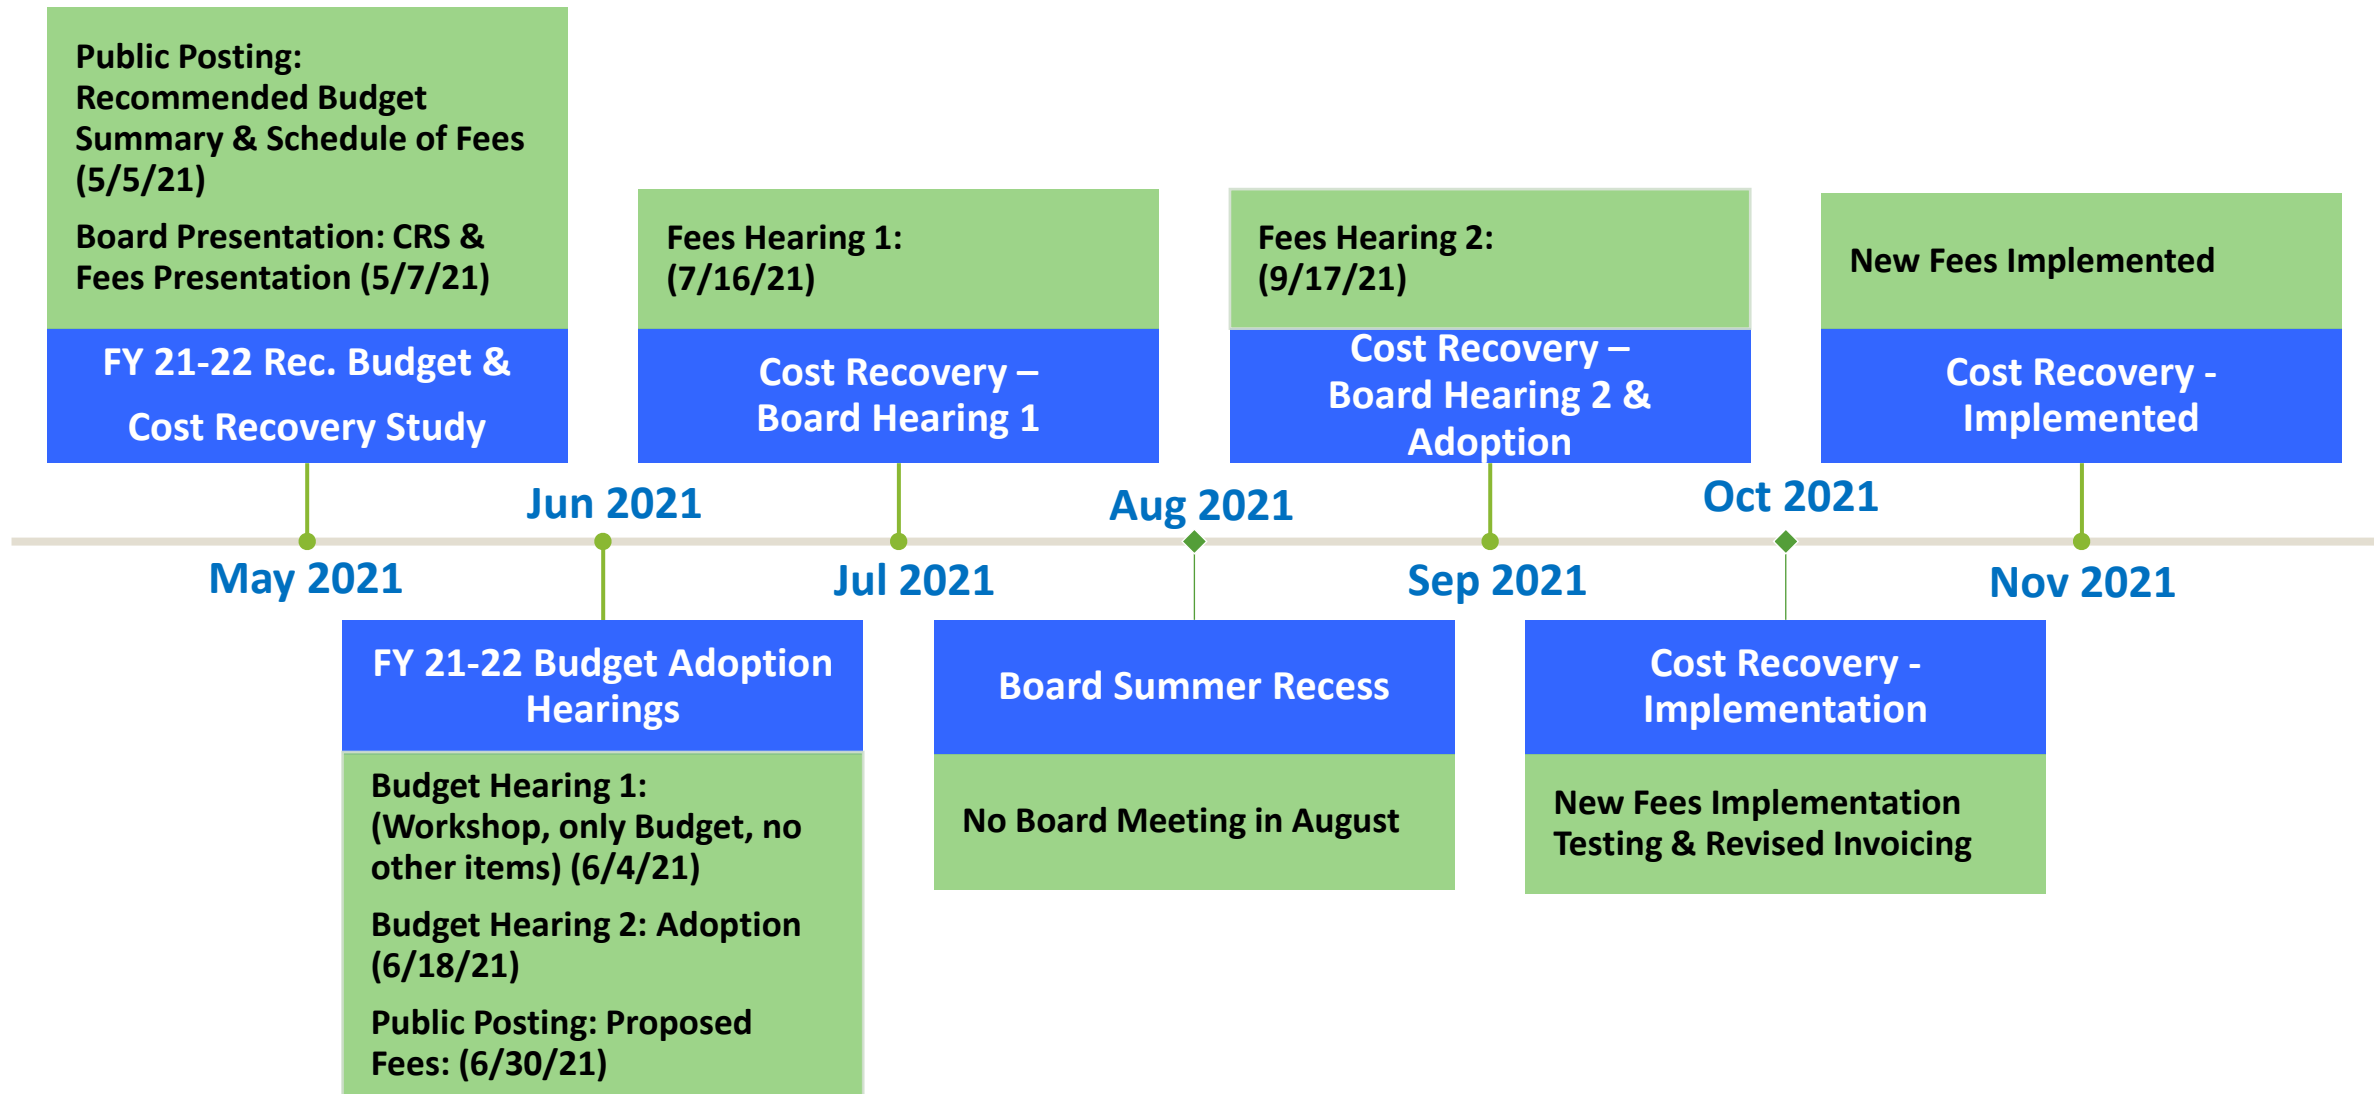 Public Posting:
Recommended Budget
Summary & Schedule of Fees
(5/5/21)
Board Presentation: CRS &
Fees Presentation (5/7/21)
FY 21-22 Rec. Budget &
Cost Recovery Study
May 2021
Jun 2021
FY 21-22 Budget Adoption
Hearings
Budget Hearing 1:
(Workshop, only Budget, no
other items) (6/4/21)
Budget Hearing 2: Adoption
(6/18/21)
Public Posting: Proposed
Fees: (6/30/21)
Fees Hearing 1:
(7/16/21)
Cost Recovery –
Board Hearing 1
Jul 2021
Aug 2021
Board Summer Recess
No Board Meeting in August
Fees Hearing 2:
(9/17/21)
Cost Recovery –
Board Hearing 2 &
Adoption
Sep 2021
Oct 2021
Cost Recovery -
Implementation
New Fees Implementation
Testing & Revised Invoicing
New Fees Implemented
Cost Recovery -
Implemented
Nov 2021